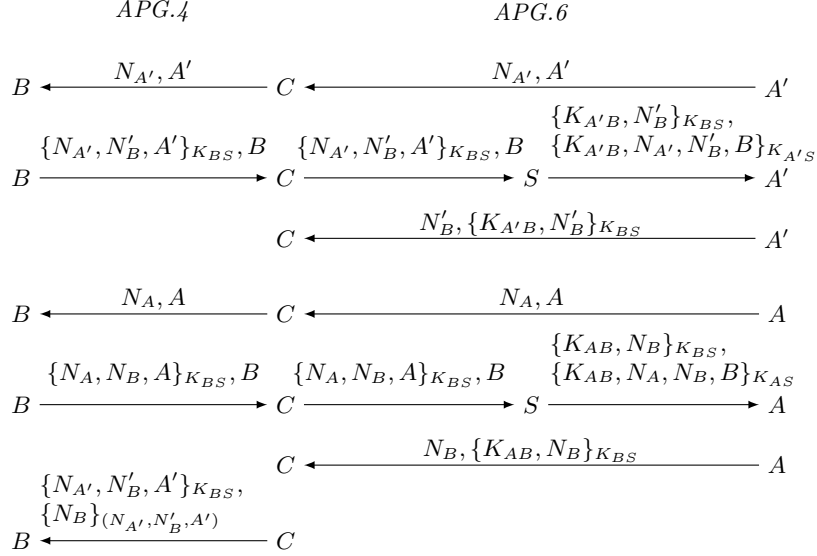 APG.4 APG.6
B N_{A'}, A' C N_{A'}, A' A'
{K_{A'B}, N'_B}_{K_{BS}},
{N_{A'}, N'_B, A'}_{K_{BS}}, B {N_{A'}, N'_B, A'}_{K_{BS}}, B {K_{A'B}, N_{A'}, N'_B, B}_{K_{A'S}}
B C S A'
C N'_B, {K_{A'B}, N'_B}_{K_{BS}} A'
B N_A, A C N_A, A A
{K_{AB}, N_B}_{K_{BS}},
{N_A, N_B, A}_{K_{BS}}, B {N_A, N_B, A}_{K_{BS}}, B {K_{AB}, N_A, N_B, B}_{K_{AS}}
B C S A
C N_B, {K_{AB}, N_B}_{K_{BS}} A
{N_{A'}, N'_B, A'}_{K_{BS}},
{N_B}_{(N_{A'}, N'_B, A')}
B C